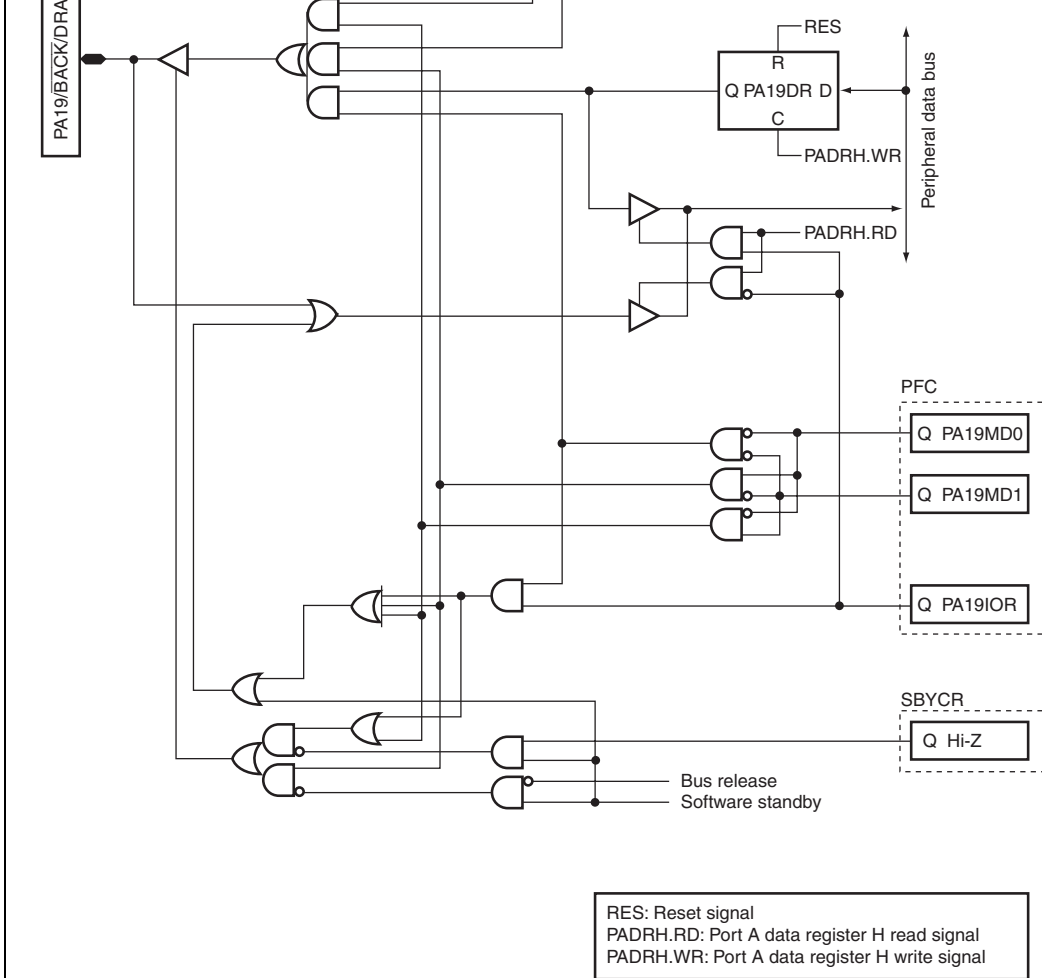 PA19/BACK/DRA
RES
R
Q PA19DR D
C
PADRH.WR
Peripheral data bus
PADRH.RD
PFC
Q PA19MD0
Q PA19MD1
Q PA19IOR
SBYCR
Q Hi-Z
Bus release
Software standby
RES: Reset signal
PADRH.RD: Port A data register H read signal
PADRH.WR: Port A data register H write signal